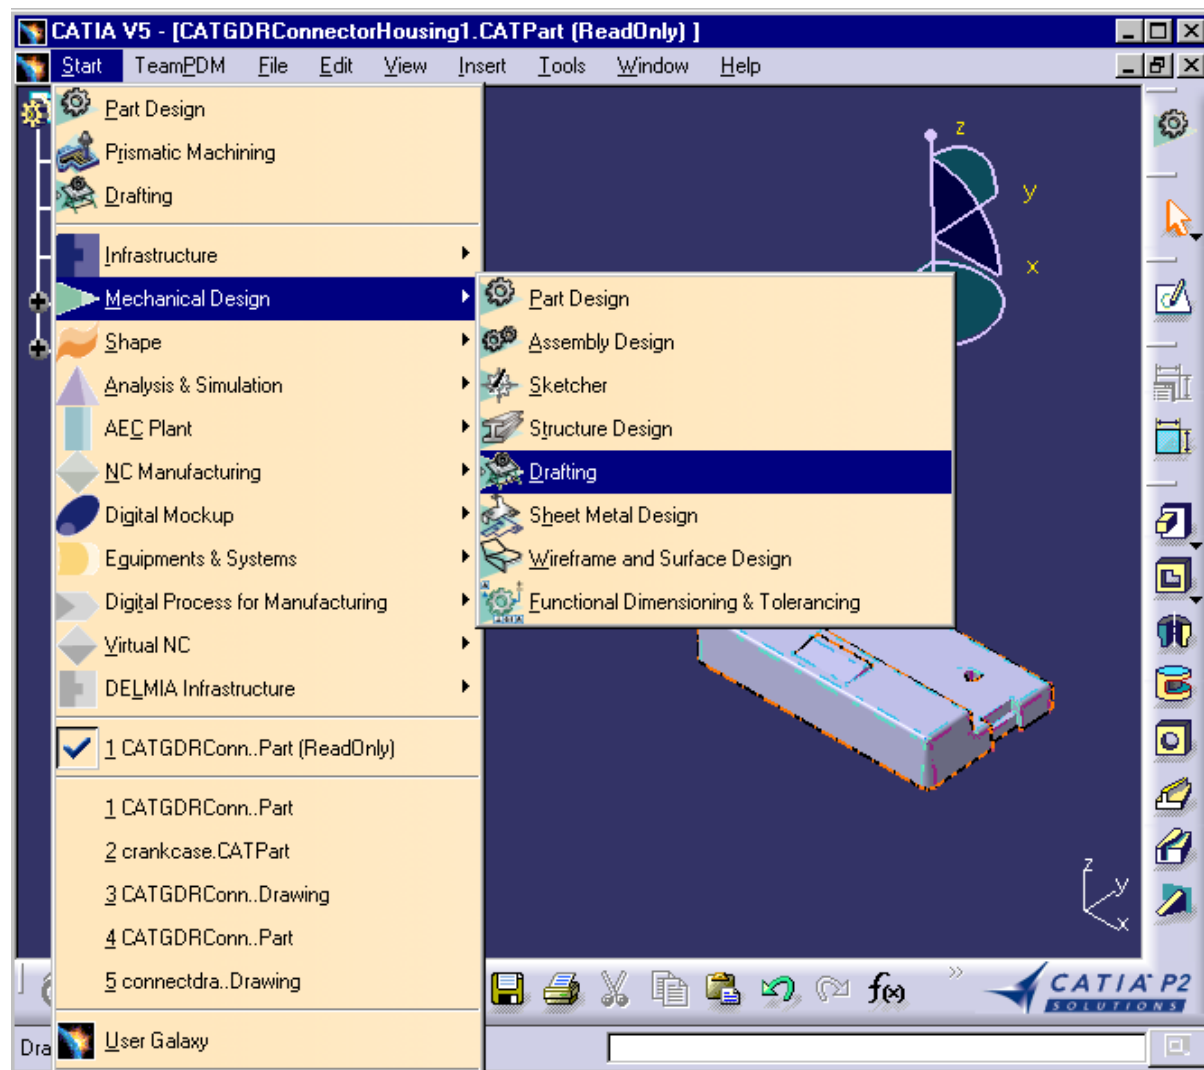 CATIA V5 - [CATGDRConnectorHousing1.CATPart (ReadOnly) ]
Start TeamPDM File Edit View Insert Tools Window Help
Part Design
Prismatic Machining
Drafting
Infrastructure
Mechanical Design
Shape
Analysis & Simulation
AEC Plant
NC Manufacturing
Digital Mockup
Equipments & Systems
Digital Process for Manufacturing
Virtual NC
DELMIA Infrastructure
1 CATGDRConn..Part (ReadOnly)
1 CATGDRConn..Part
2 crankcase.CATPart
3 CATGDRConn..Drawing
4 CATGDRConn..Part
5 connectdra..Drawing
User Galaxy
Part Design
Assembly Design
Sketcher
Structure Design
Drafting
Sheet Metal Design
Wireframe and Surface Design
Functional Dimensioning & Tolerancing
z
y
x
z
y
x
f(x)
CATIA P2
SOLUTIONS
Dra